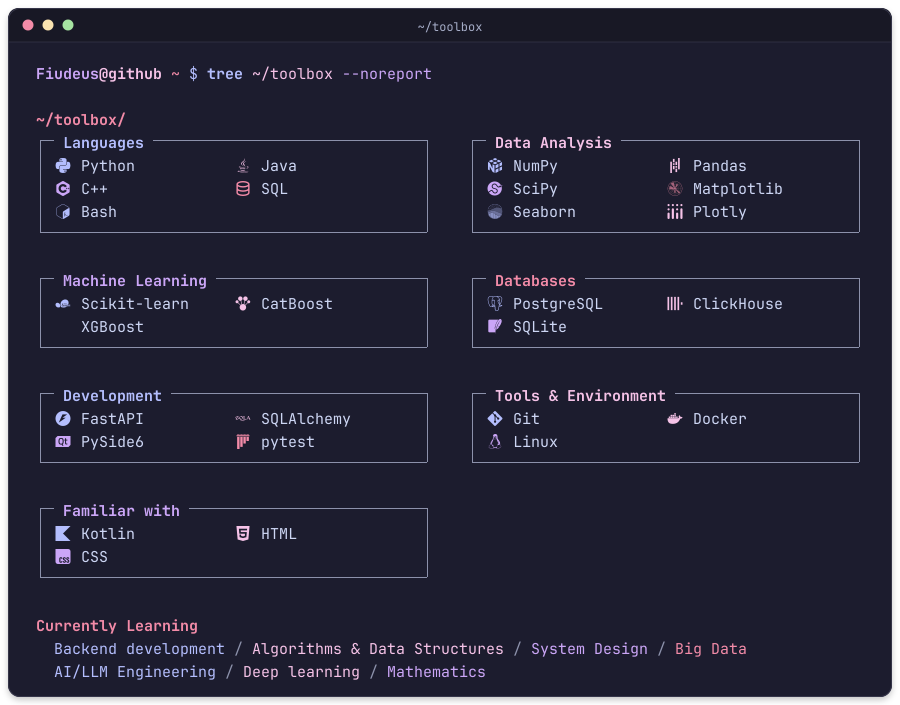 ~/toolbox
Fiudeus@github ~ $ tree ~/toolbox --noreport
~/toolbox/
Languages
Python Java
C++ SQL
Bash
Data Analysis
NumPy Pandas
SciPy Matplotlib
Seaborn Plotly
Machine Learning
Scikit-learn CatBoost
XGBoost
Databases
PostgreSQL ClickHouse
SQLite
Development
FastAPI SQLA SQLAlchemy
Qt PySide6 pytest
Tools & Environment
Git Docker
Linux
Familiar with
Kotlin HTML
CSS CSS
Currently Learning
Backend development / Algorithms & Data Structures / System Design / Big Data
AI/LLM Engineering / Deep learning / Mathematics